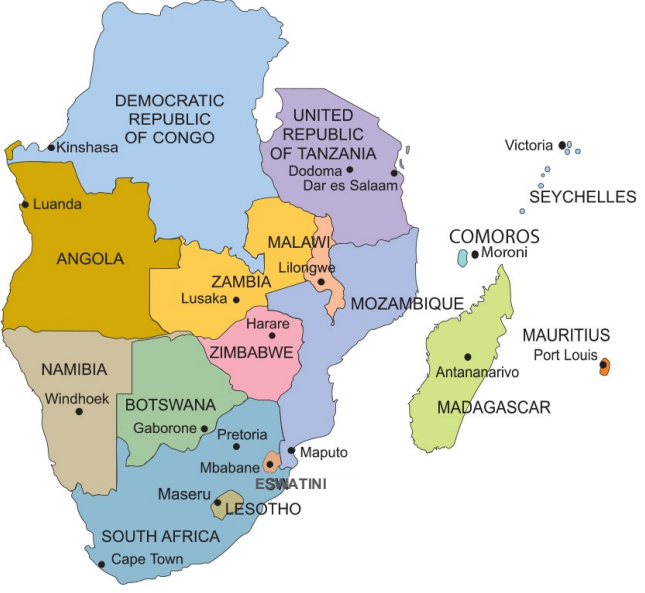 DEMOCRATIC
REPUBLIC
OF CONGO
Kinshasa
UNITED
REPUBLIC
OF TANZANIA
Dodoma
Dar es Salaam
Victoria
SEYCHELLES
Luanda
ANGOLA
MALAWI
Lilongwe
COMOROS
Moroni
ZAMBIA
Lusaka
MOZAMBIQUE
Harare
ZIMBABWE
MAURITIUS
Port Louis
NAMIBIA
Windhoek
Antananarivo
MADAGASCAR
BOTSWANA
Gaborone
Pretoria
Maputo
Mbabane
ESWATINI
Maseru
LESOTHO
SOUTH AFRICA
Cape Town